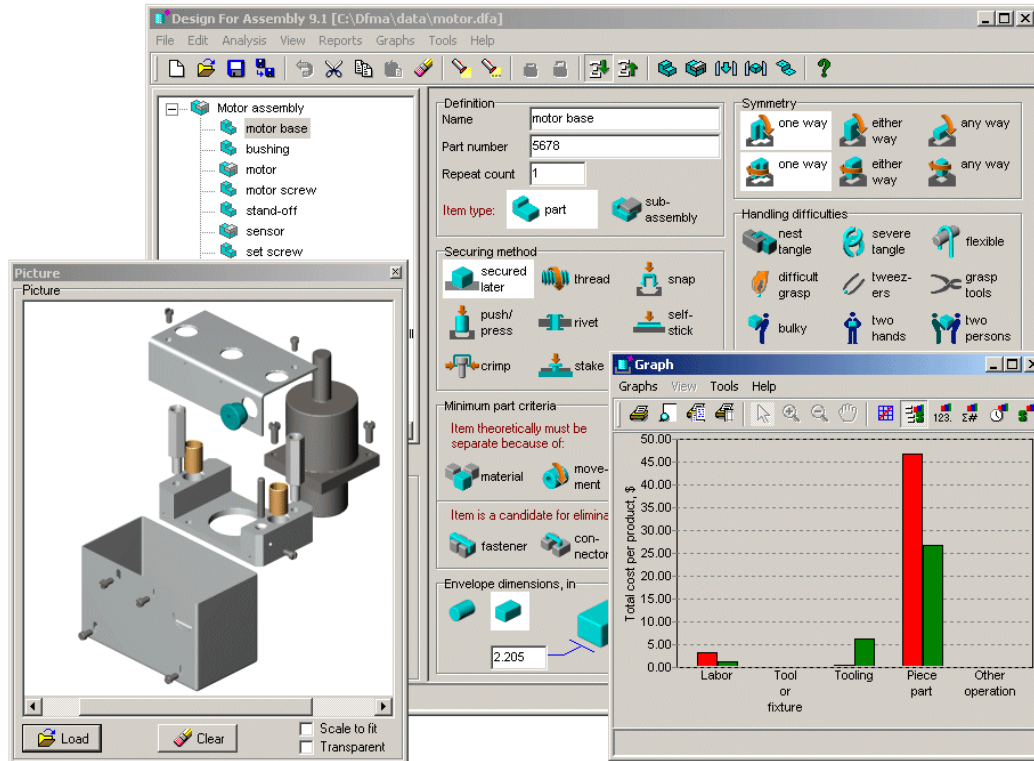 Design For Assembly 9.1 [C:\Dfma\data\motor.dfa]
File Edit Analysis View Reports Graphs Tools Help
Motor assembly
motor base
bushing
motor
motor screw
stand-off
sensor
set screw
Definition
Name motor base
Part number 5678
Repeat count 1
Item type: part sub-
assembly
Securing method
secured
later
thread
snap
push/
press
rivet
self-
stick
crimp
stake
Minimum part criteria
Item theoretically must be
separate because of:
material
move-
ment
Item is a candidate for elimina
fastener
con-
nector
Envelope dimensions, in
2.205
Symmetry
one way
either
way
any way
one way
either
way
any way
Handling difficulties
nest
tangle
severe
tangle
flexible
difficult
grasp
tweez-
ers
grasp
tools
bulky
two
hands
two
persons
Picture
Picture
Load
Clear
Scale to fit
Transparent
Graph
Graphs View Tools Help
123. Σ#
Total cost per product, $
50.00
45.00
40.00
35.00
30.00
25.00
20.00
15.00
10.00
5.00
0.00
Labor
Tool
or
fixture
Tooling
Piece
part
Other
operation